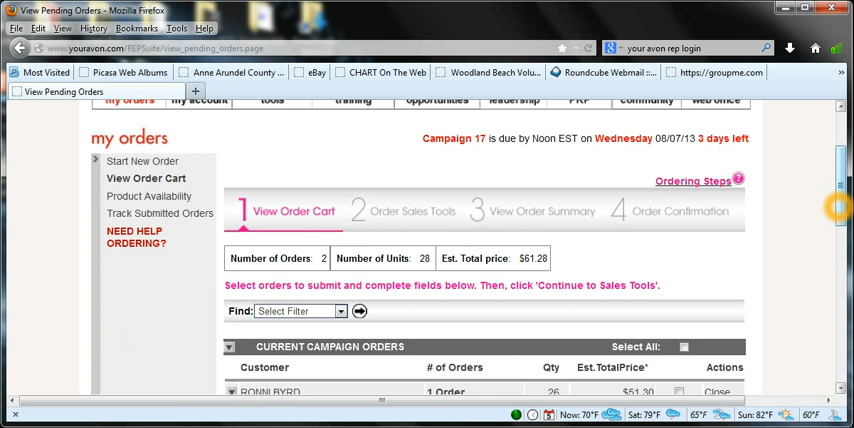 View Pending Orders - Mozilla Firefox
File Edit View History Bookmarks Tools Help
www.youravon.com/REPSuite/view_pending_orders.page
your avon rep login
Most Visited Picasa Web Albums Anne Arundel County ... eBay CHART On The Web Woodland Beach Volu... Roundcube Webmail ::... https://groupme.com »
View Pending Orders +
my orders my account tools training opportunities leadership PRP community web office
my orders
Campaign 17 is due by Noon EST on Wednesday 08/07/13 3 days left
Start New Order
View Order Cart
Product Availability
Track Submitted Orders
NEED HELP
ORDERING?
Ordering Steps ?
1 View Order Cart 2 Order Sales Tools 3 View Order Summary 4 Order Confirmation
Number of Orders: 2 Number of Units: 28 Est. Total price: $61.28
Select orders to submit and complete fields below. Then, click 'Continue to Sales Tools'.
Find: Select Filter
CURRENT CAMPAIGN ORDERS Select All:
Customer # of Orders Qty Est.TotalPrice* Actions
RONNI BYRD 1 Order 26 $51.30 Close
x 5 Now: 70°F Sat: 79°F 65°F Sun: 82°F 60°F